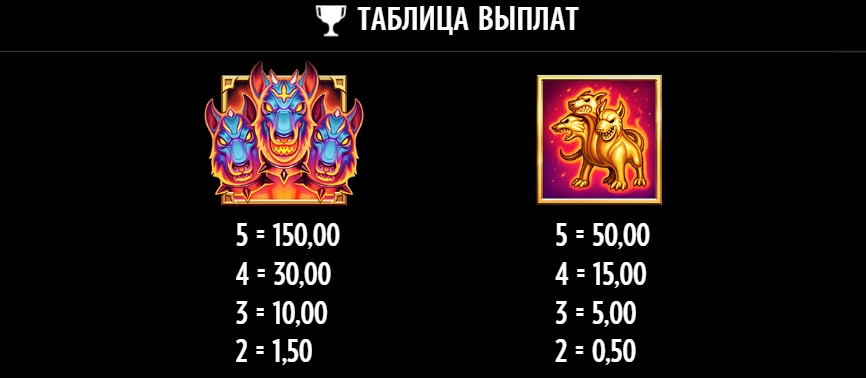 ТАБЛИЦА ВЫПЛАТ
5 = 150,00
4 = 30,00
3 = 10,00
2 = 1,50
5 = 50,00
4 = 15,00
3 = 5,00
2 = 0,50